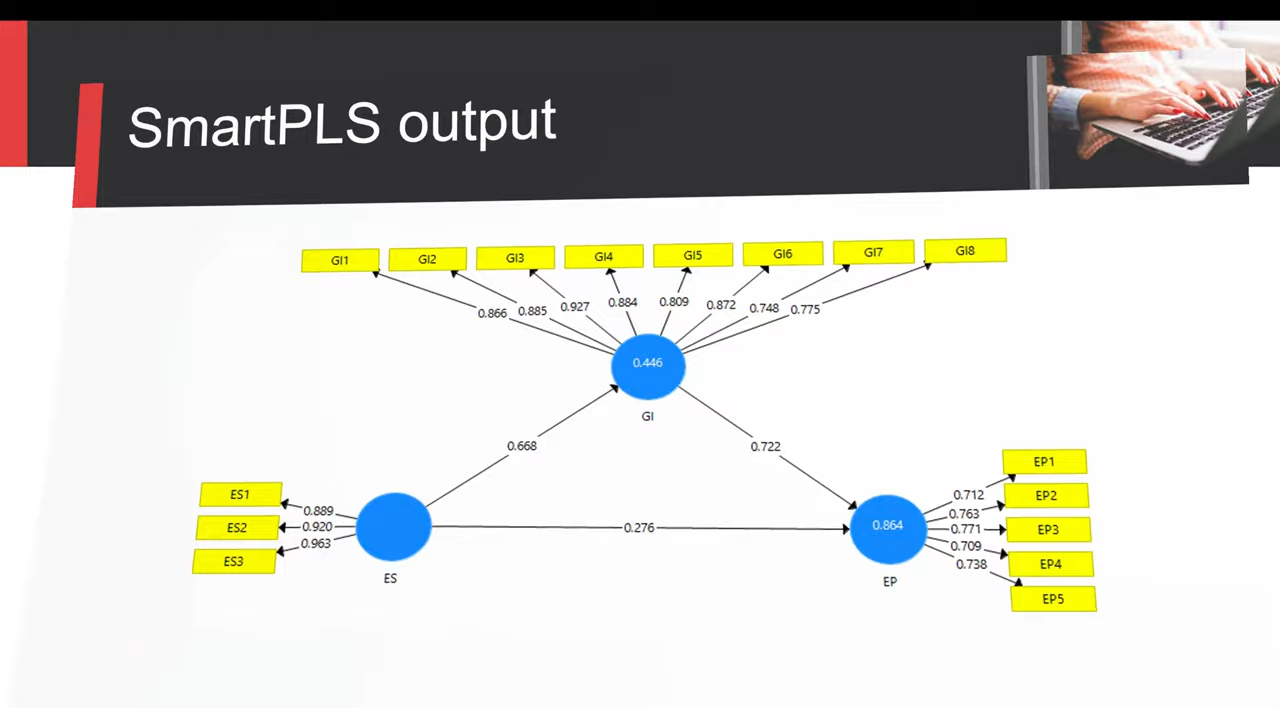 SmartPLS output
GI1 GI2 GI3 GI4 GI5 GI6 GI7 GI8
0.866 0.885 0.927 0.884 0.809 0.872 0.748 0.775
0.446
GI
0.668 0.722
ES1 0.889
ES2 0.920
ES3 0.963
ES
0.276
0.864
EP
0.712 EP1
0.763 EP2
0.771 EP3
0.709 EP4
0.738 EP5